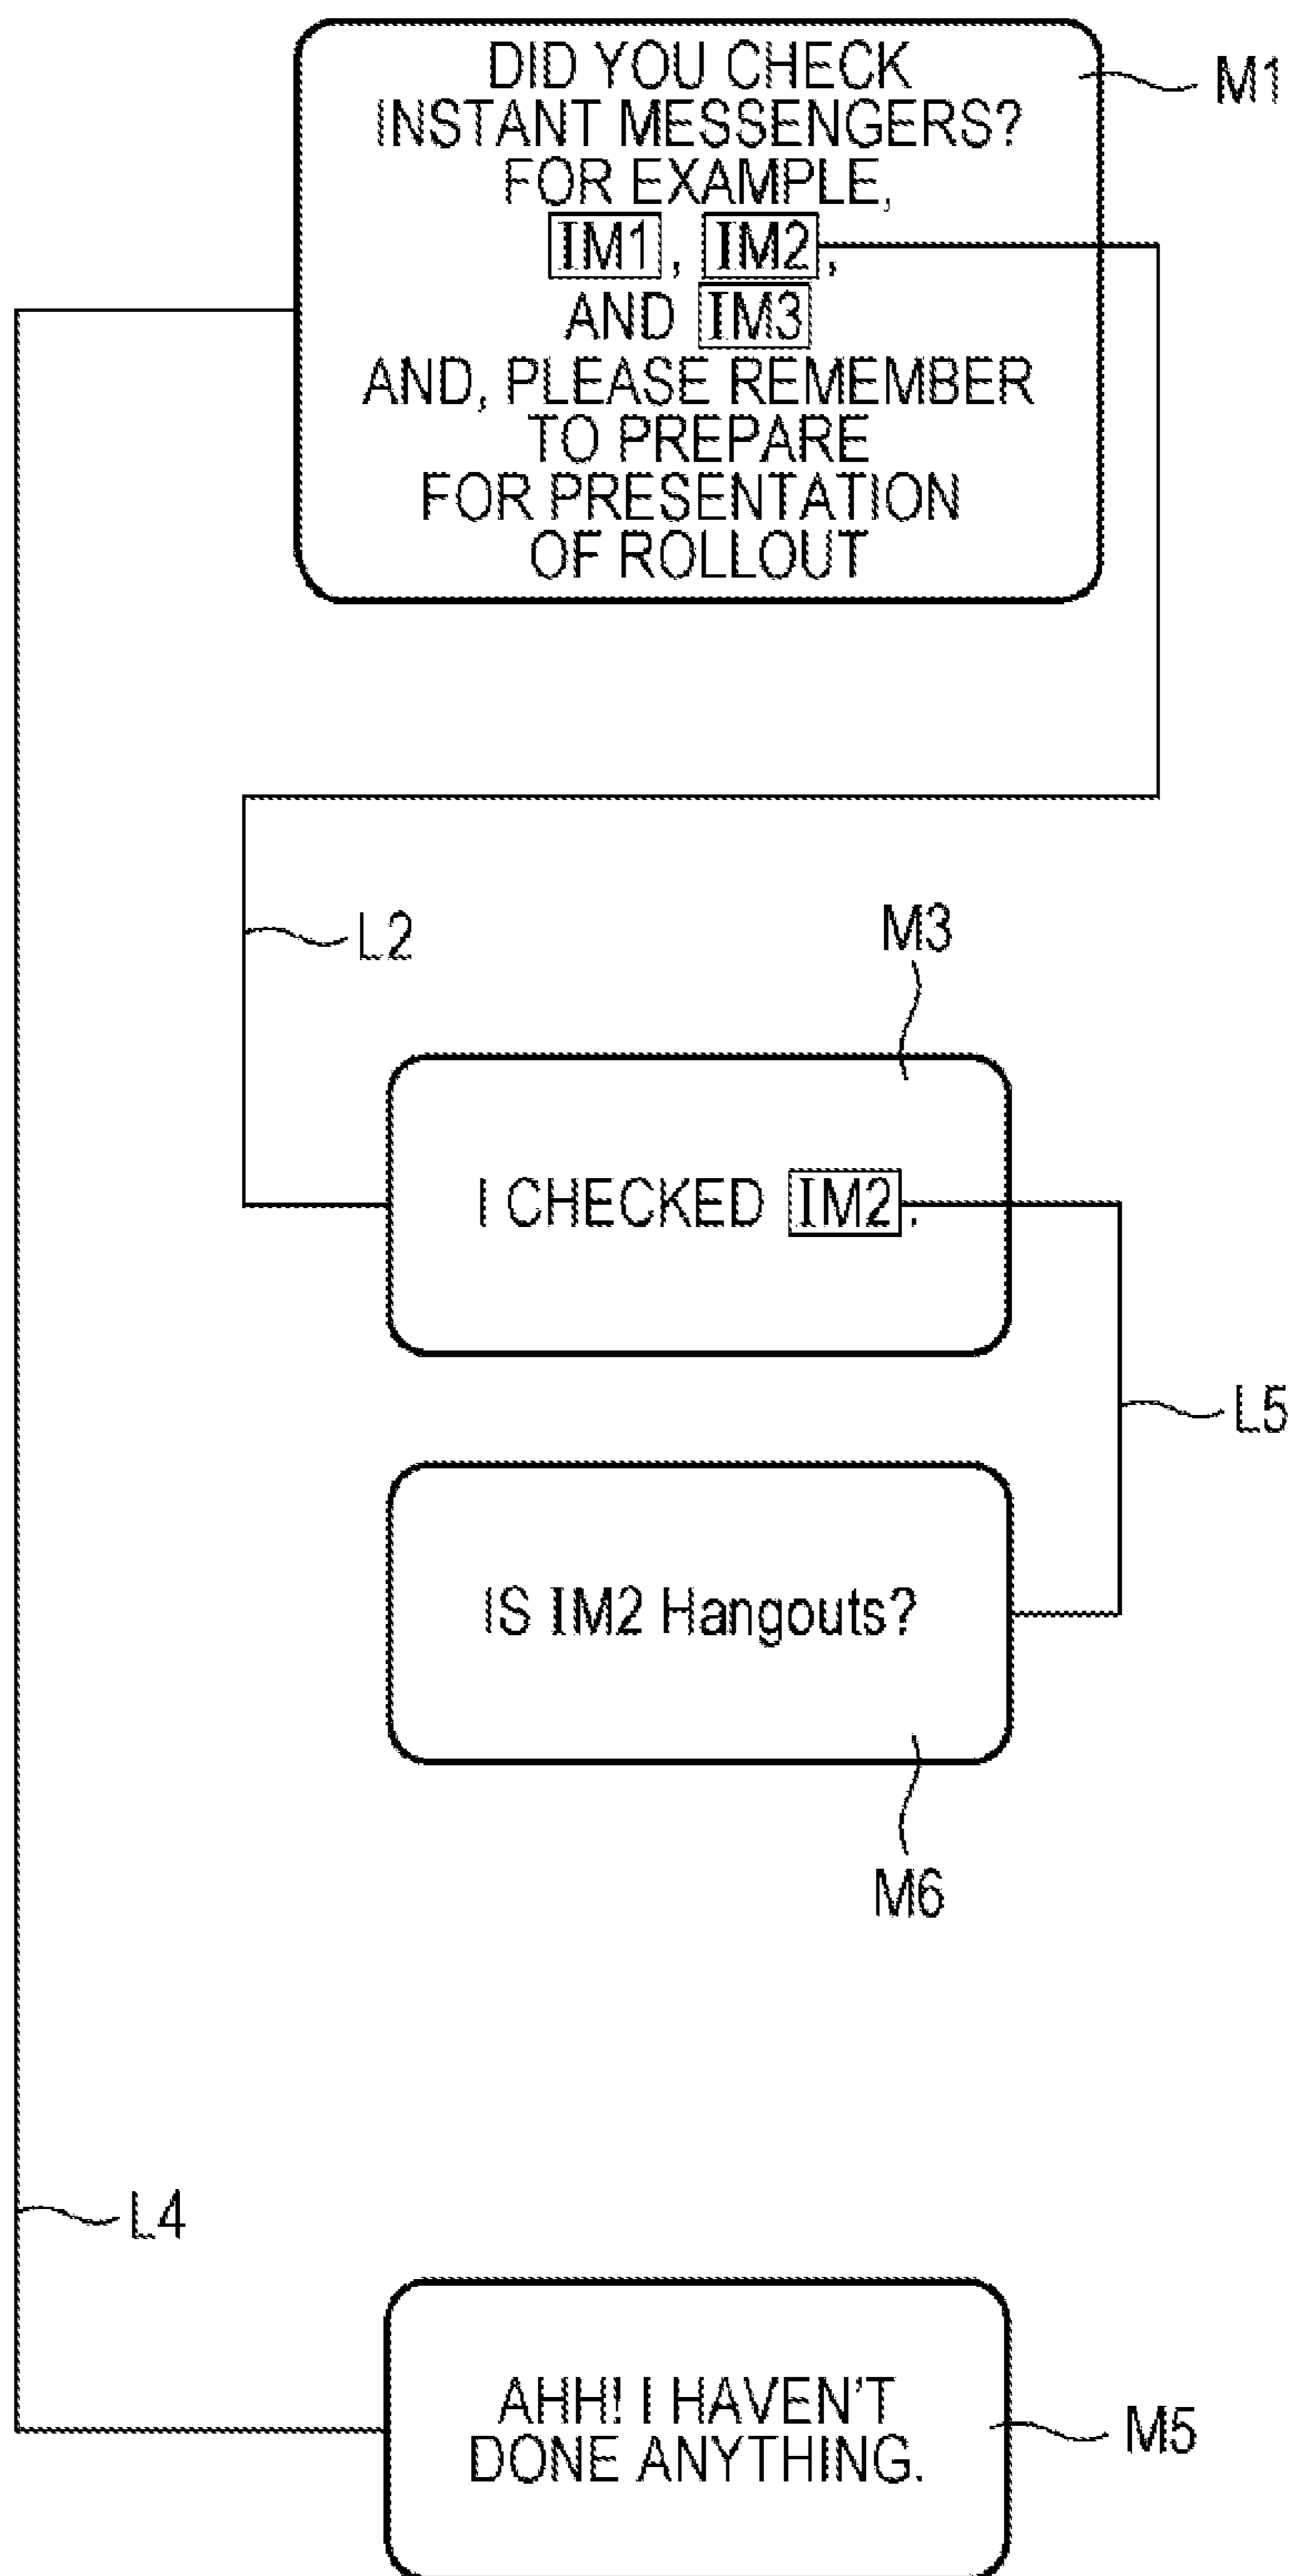 DID YOU CHECK
INSTANT MESSENGERS?
FOR EXAMPLE,
IM1, IM2,
AND IM3
AND, PLEASE REMEMBER
TO PREPARE
FOR PRESENTATION
OF ROLLOUT
M1
L2
M3
I CHECKED IM2.
L5
IS IM2 Hangouts?
M6
L4
AHH! I HAVEN'T
DONE ANYTHING.
M5